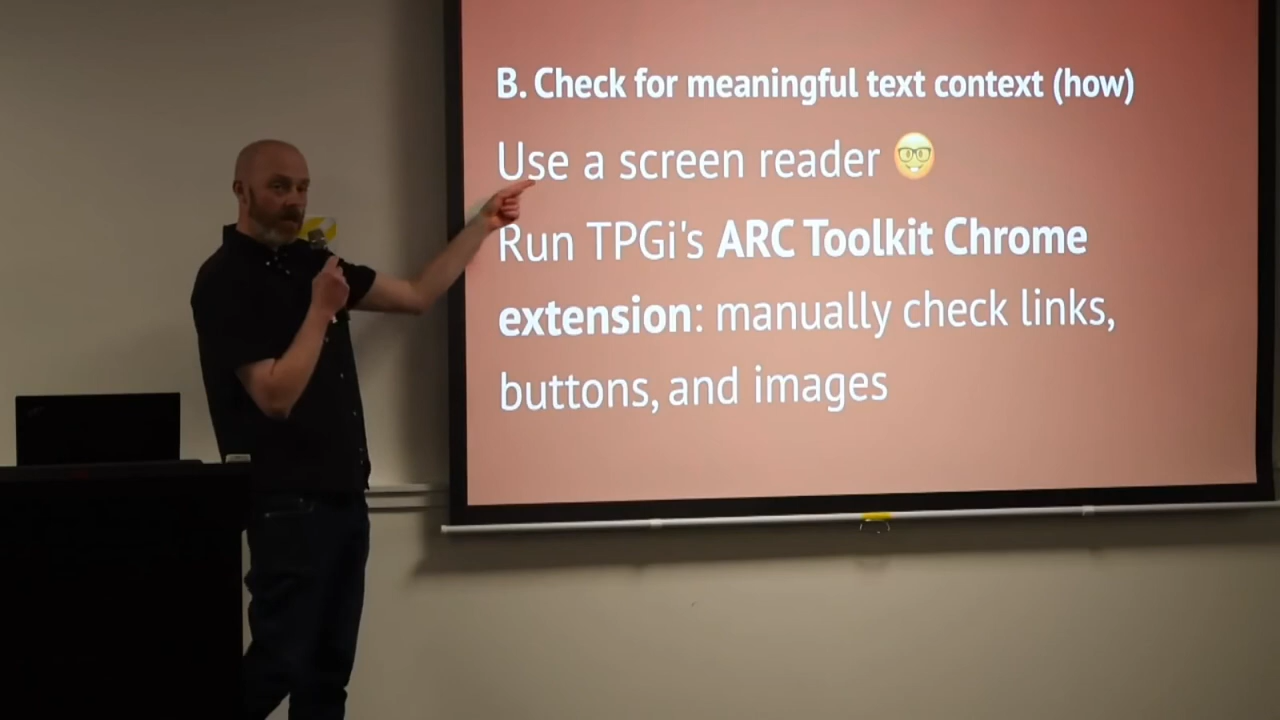 B. Check for meaningful text context (how)
Use a screen reader 🤓
Run TPGi's ARC Toolkit Chrome
extension: manually check links,
buttons, and images